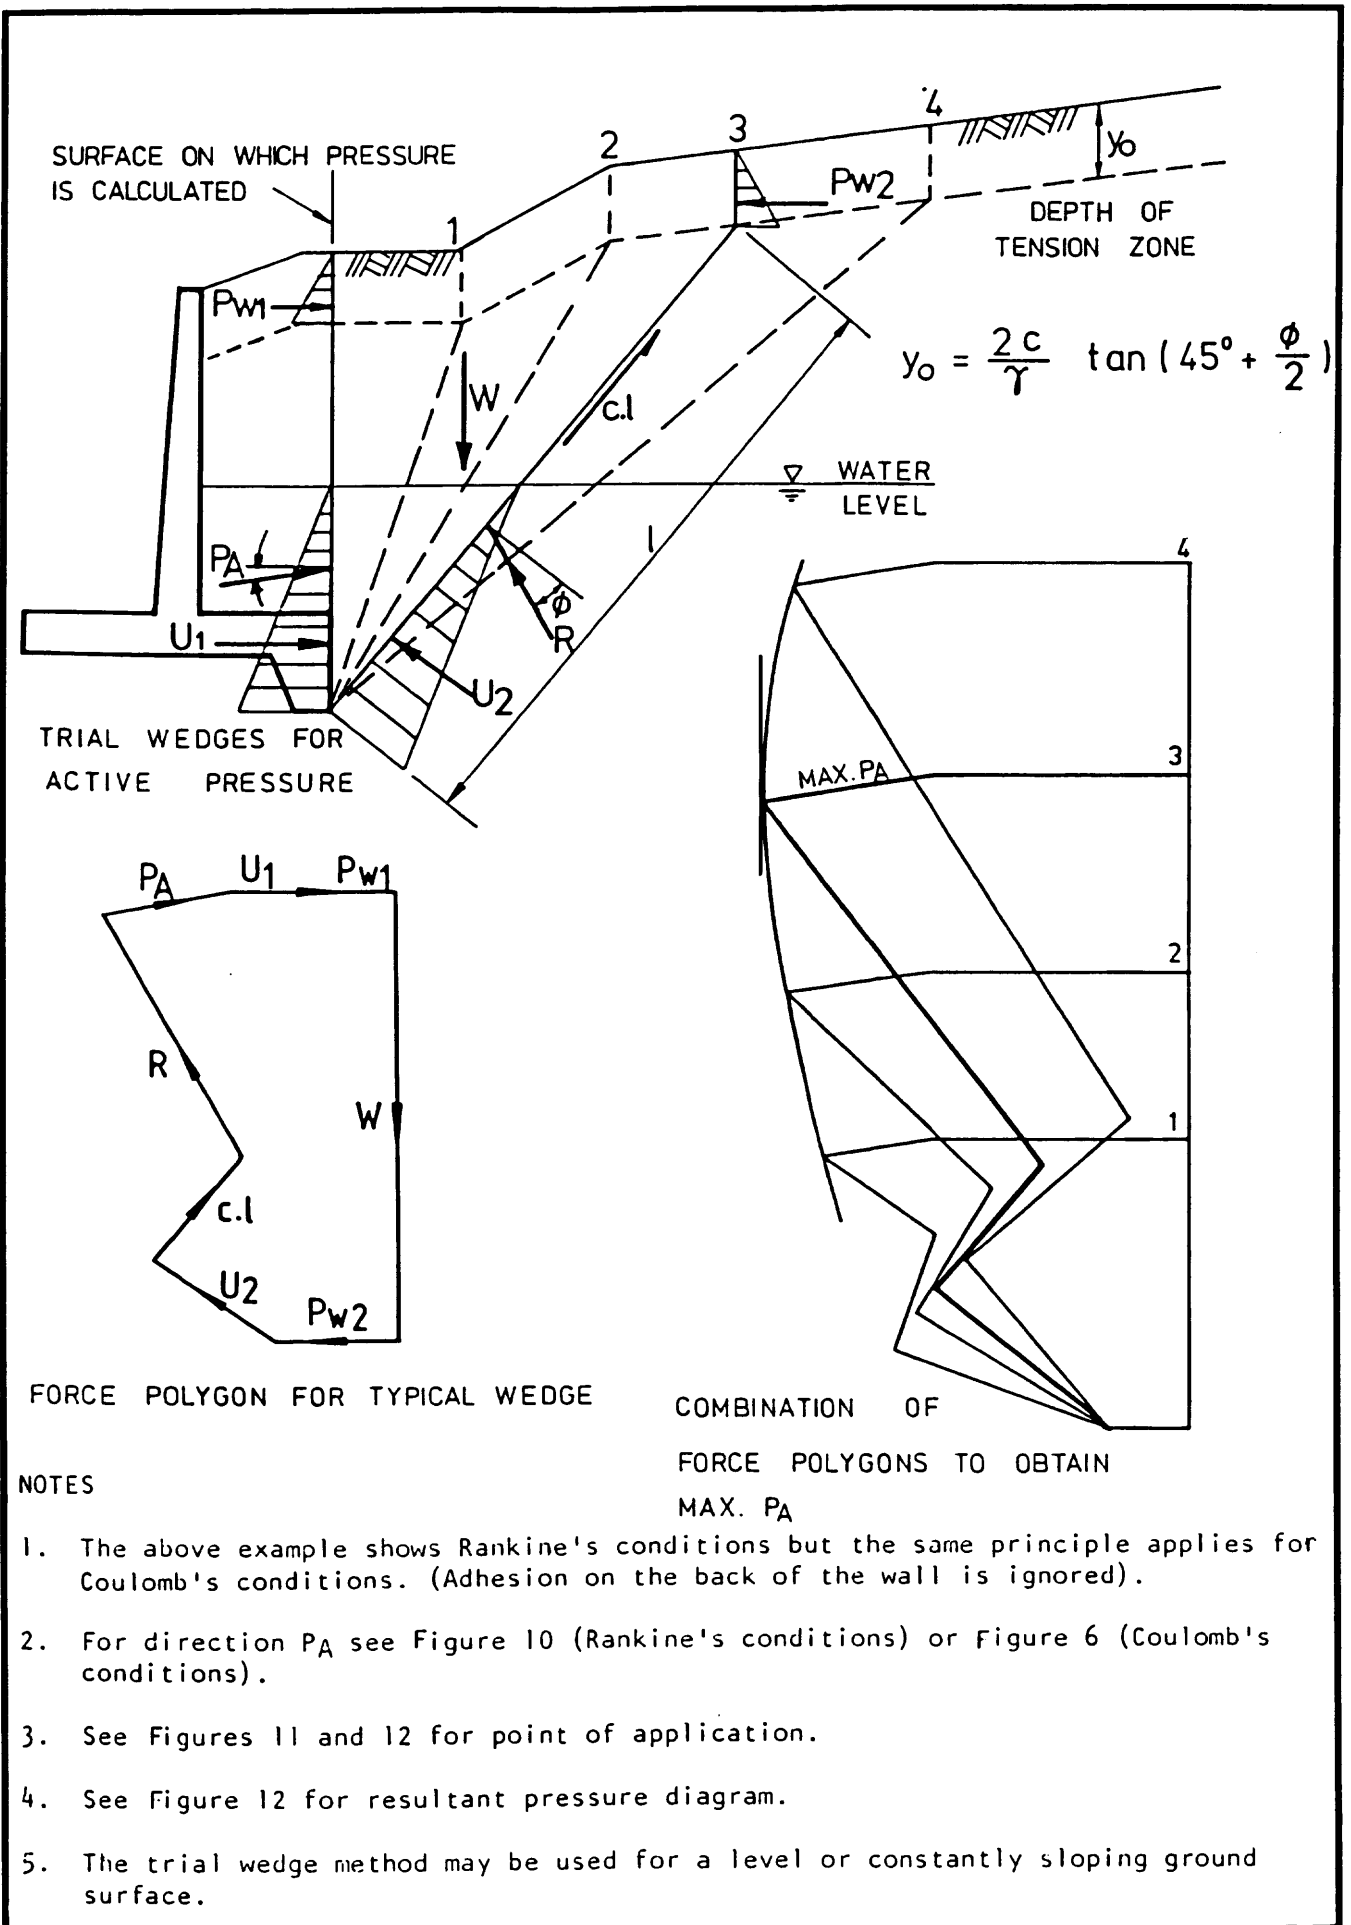 SURFACE ON WHICH PRESSURE
IS CALCULATED
1
2
3
4
yo
PW2
DEPTH OF
TENSION ZONE
PW1
yo = 2c/γ tan (45° + φ/2)
W
c.l
WATER
LEVEL
l
PA
φ
R
U1
U2
TRIAL WEDGES FOR
ACTIVE PRESSURE
PA
U1
PW1
R
W
c.l
U2
PW2
FORCE POLYGON FOR TYPICAL WEDGE
4
3
MAX. PA
2
1
COMBINATION OF
FORCE POLYGONS TO OBTAIN
MAX. PA
NOTES
1. The above example shows Rankine's conditions but the same principle applies for
Coulomb's conditions. (Adhesion on the back of the wall is ignored).
2. For direction PA see Figure 10 (Rankine's conditions) or Figure 6 (Coulomb's
conditions).
3. See Figures 11 and 12 for point of application.
4. See Figure 12 for resultant pressure diagram.
5. The trial wedge method may be used for a level or constantly sloping ground
surface.